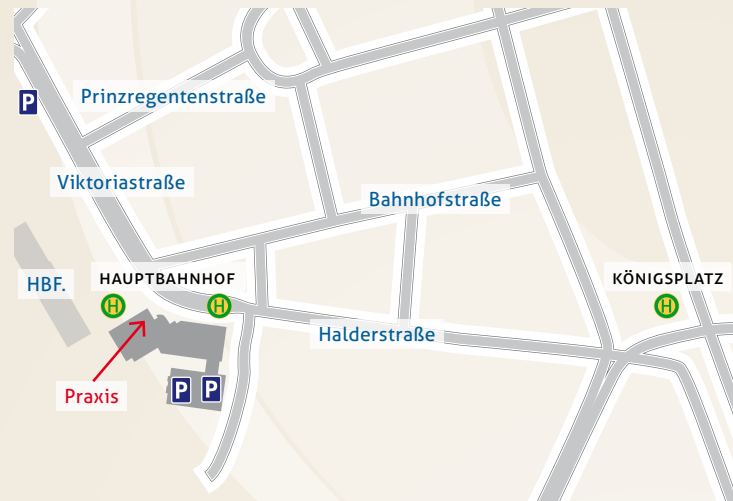 Prinzregentenstraße
P
Viktoriastraße
Bahnhofstraße
HBF.
HAUPTBAHNHOF
KÖNIGSPLATZ
H
H
H
Halderstraße
Praxis
P
P